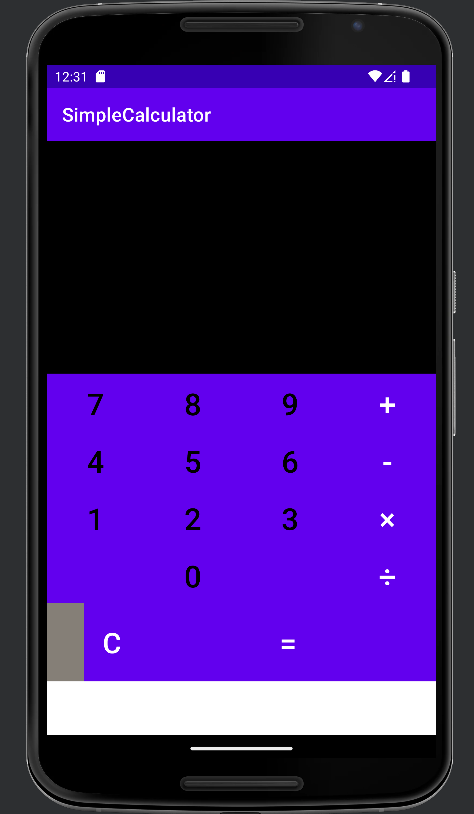 12:31
SimpleCalculator
7 8 9 +
4 5 6 -
1 2 3 ×
0 ÷
C =